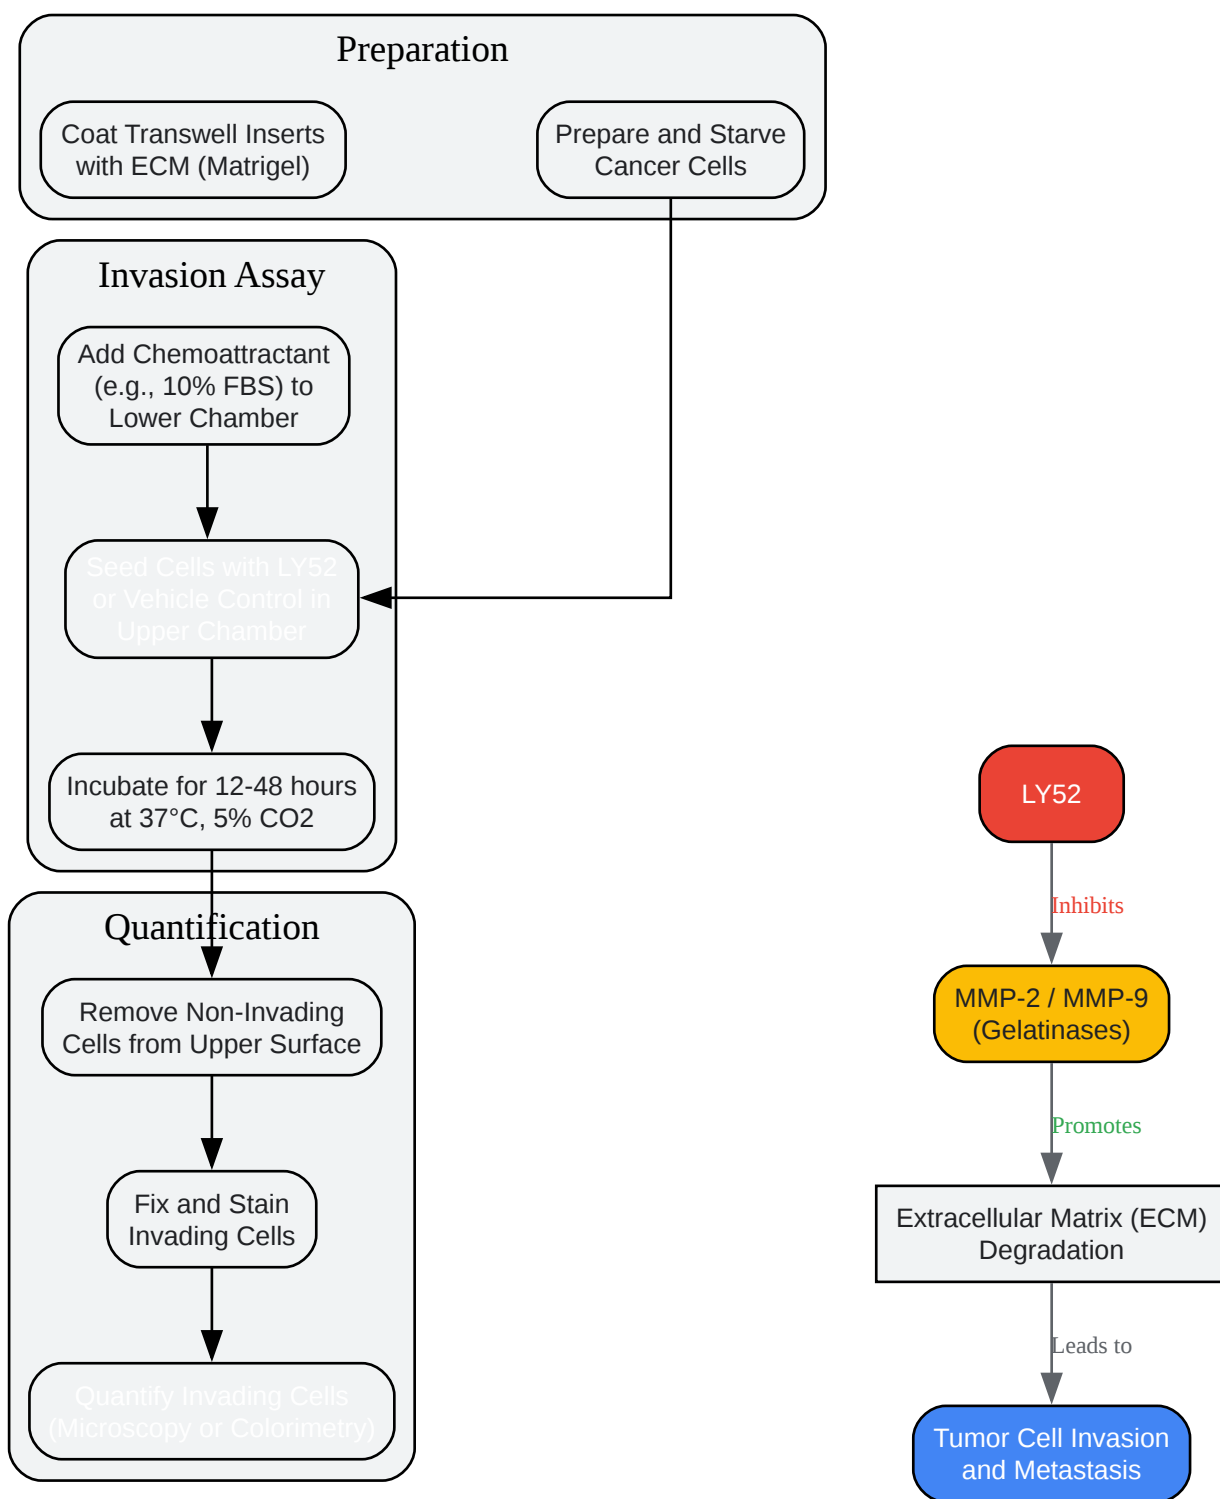 Preparation
Coat Transwell Inserts
with ECM (Matrigel)
Prepare and Starve
Cancer Cells
Invasion Assay
Add Chemoattractant
(e.g., 10% FBS) to
Lower Chamber
Seed Cells with LY52
or Vehicle Control in
Upper Chamber
Incubate for 12-48 hours
at 37°C, 5% CO2
Quantification
Remove Non-Invading
Cells from Upper Surface
Fix and Stain
Invading Cells
Quantify Invading Cells
(Microscopy or Colorimetry)
LY52
Inhibits
MMP-2 / MMP-9
(Gelatinases)
Promotes
Extracellular Matrix (ECM)
Degradation
Leads to
Tumor Cell Invasion
and Metastasis